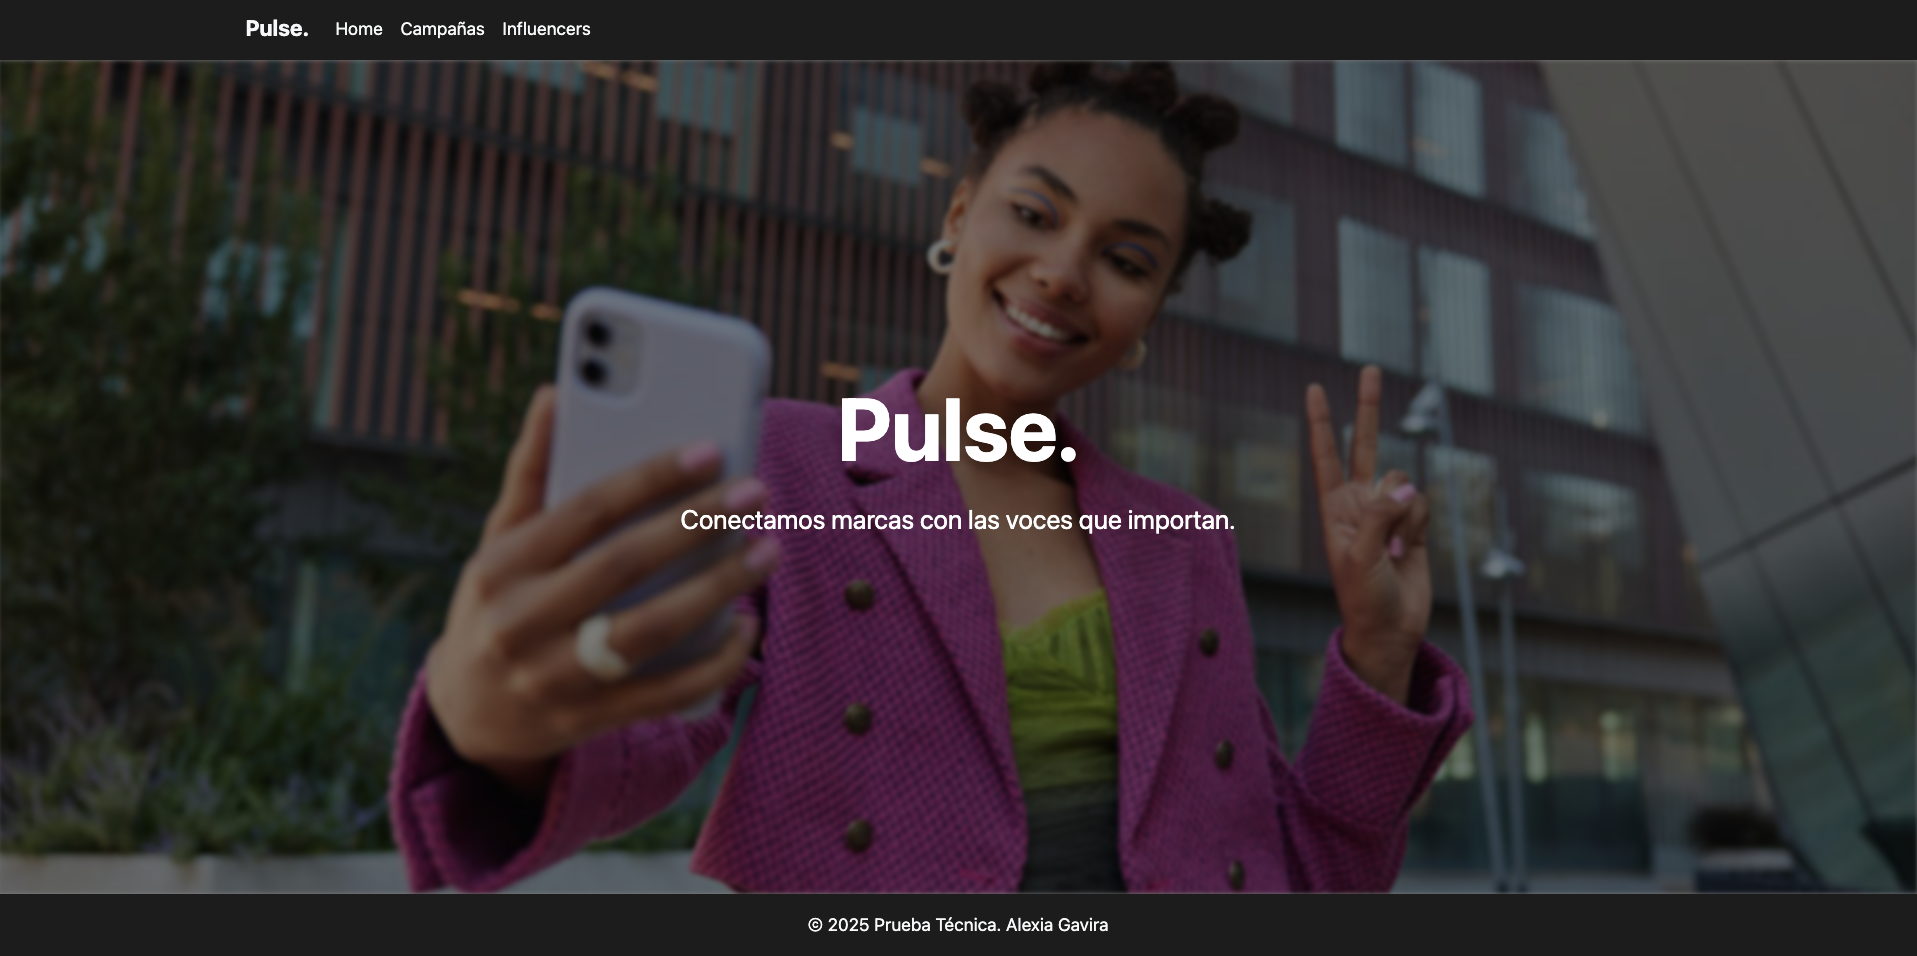 Pulse. Home Campañas Influencers
Pulse.
Conectamos marcas con las voces que importan.
© 2025 Prueba Técnica. Alexia Gavira